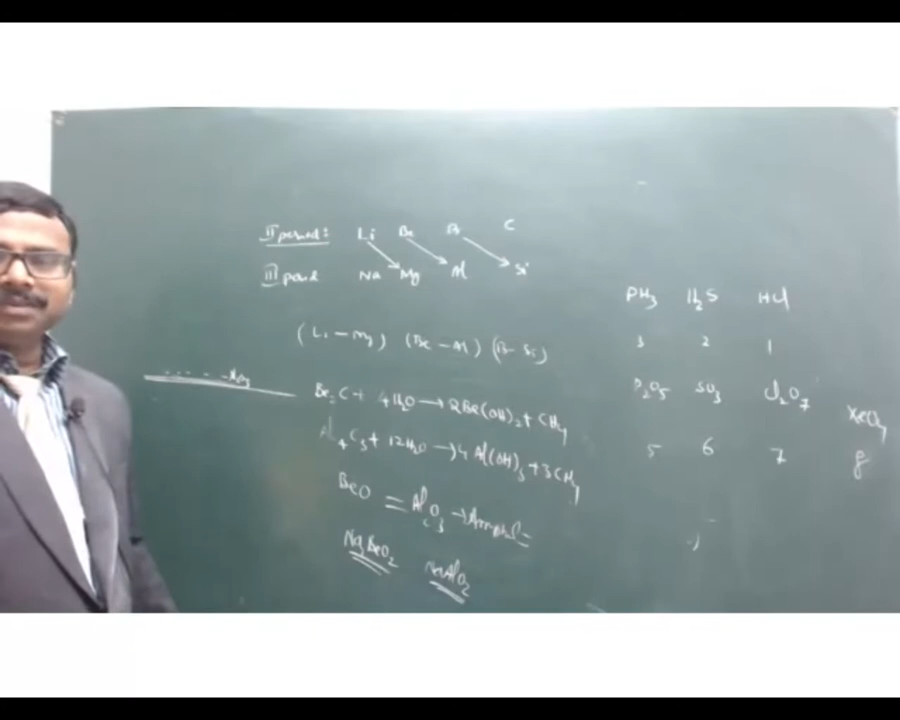 II period: Li Be B C
III period Na Mg Al Si
(Li - Mg) (Be - Al) (B - Si)
Be2C + 4H2O → 2Be(OH)2 + CH4
Al4C3 + 12H2O → 4Al(OH)3 + 3CH4
BeO = Al2O3 →
Na2BeO2 NaAlO2
PH3 H2S HCl
3 2 1
P2O5 SO3 Cl2O7 XeO4
5 6 7 8